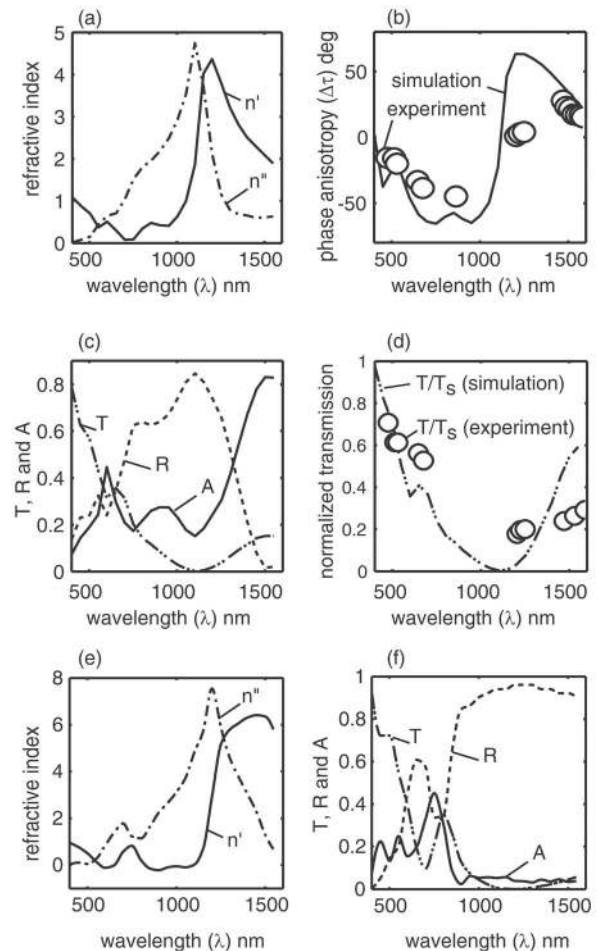 (a)
5
4
3
2
1
0
refractive index
n'
n"
500 1000 1500
wavelength (λ) nm
(b)
50
0
-50
phase anisotropy (Δτ) deg
simulation
experiment
500 1000 1500
wavelength (λ) nm
(c)
0.8
0.6
0.4
0.2
0
T, R and A
T
R
A
500 1000 1500
wavelength (λ) nm
(d)
1
0.8
0.6
0.4
0.2
0
normalized transmission
T/TS (simulation)
T/TS (experiment)
500 1000 1500
wavelength (λ) nm
(e)
8
6
4
2
0
refractive index
n"
n'
500 1000 1500
wavelength (λ) nm
(f)
1
0.8
0.6
0.4
0.2
0
T, R and A
T
R
A
500 1000 1500
wavelength (λ) nm